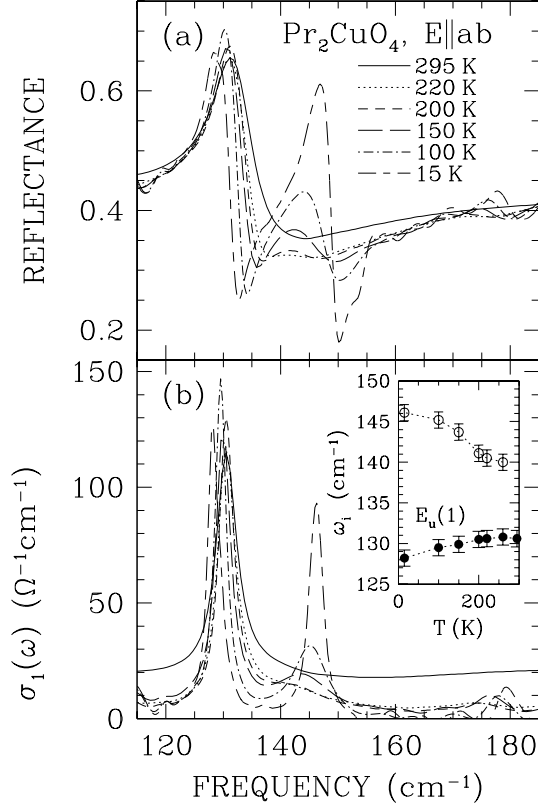 (a) Pr₂CuO₄, E||ab
295 K
220 K
200 K
150 K
100 K
15 K
REFLECTANCE
0.6
0.4
0.2
(b)
σ₁(ω) (Ω⁻¹cm⁻¹)
150
100
50
0
ωᵢ (cm⁻¹)
150
145
140
135
130
125
Eᵤ(1)
0 200
T (K)
120 140 160 180
FREQUENCY (cm⁻¹)